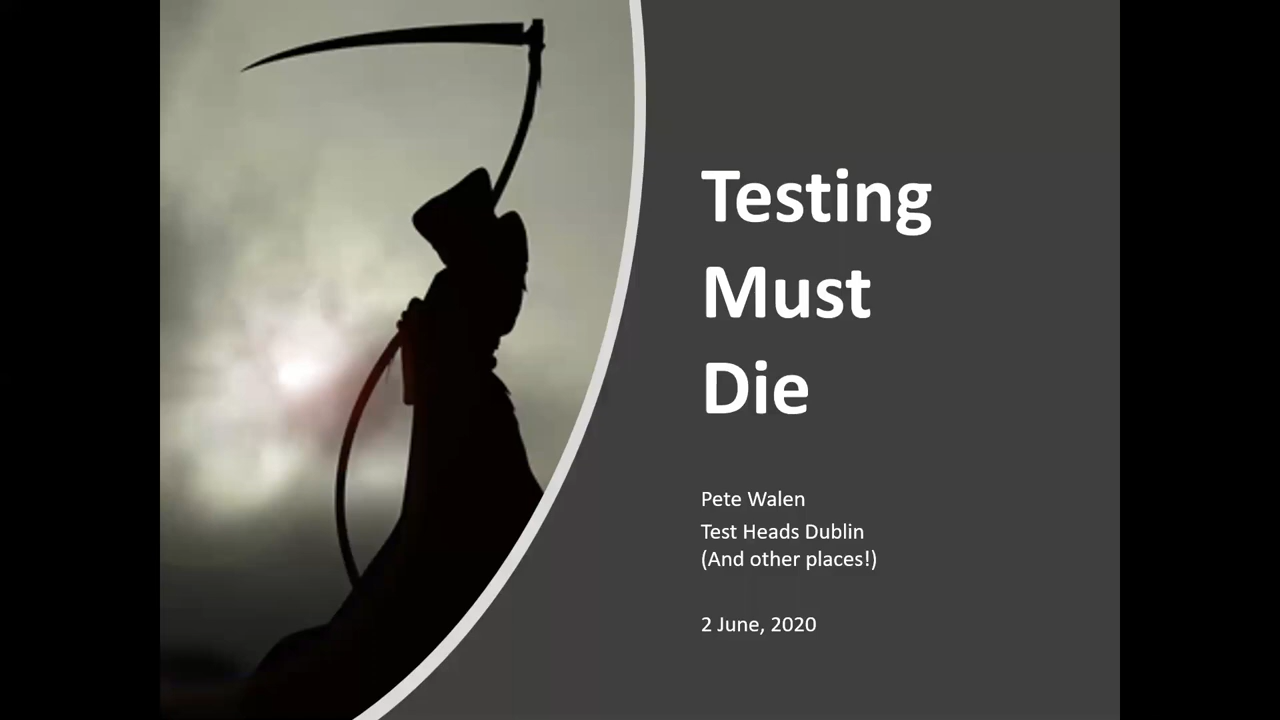 Testing
Must
Die
Pete Walen
Test Heads Dublin
(And other places!)
2 June, 2020